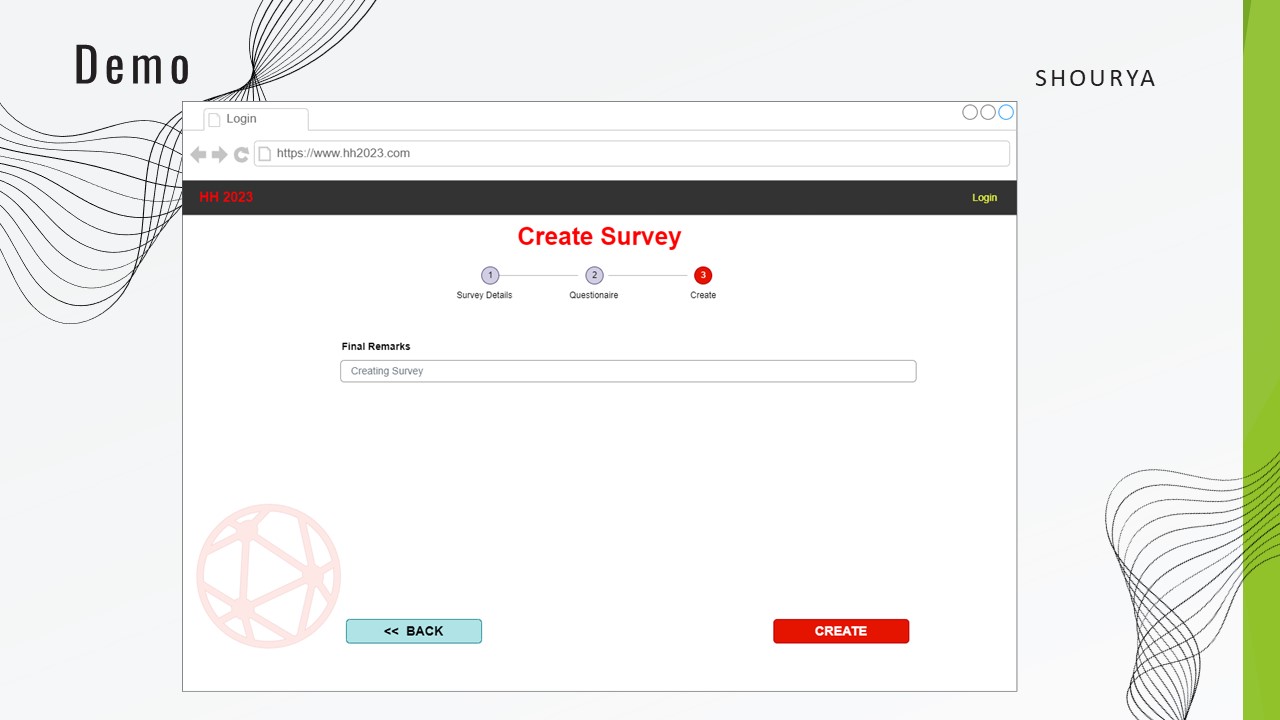 Demo
SHOURYA
Login
https://www.hh2023.com
HH 2023
Login
Create Survey
1
2
3
Survey Details
Questionaire
Create
Final Remarks
Creating Survey
<< BACK
CREATE